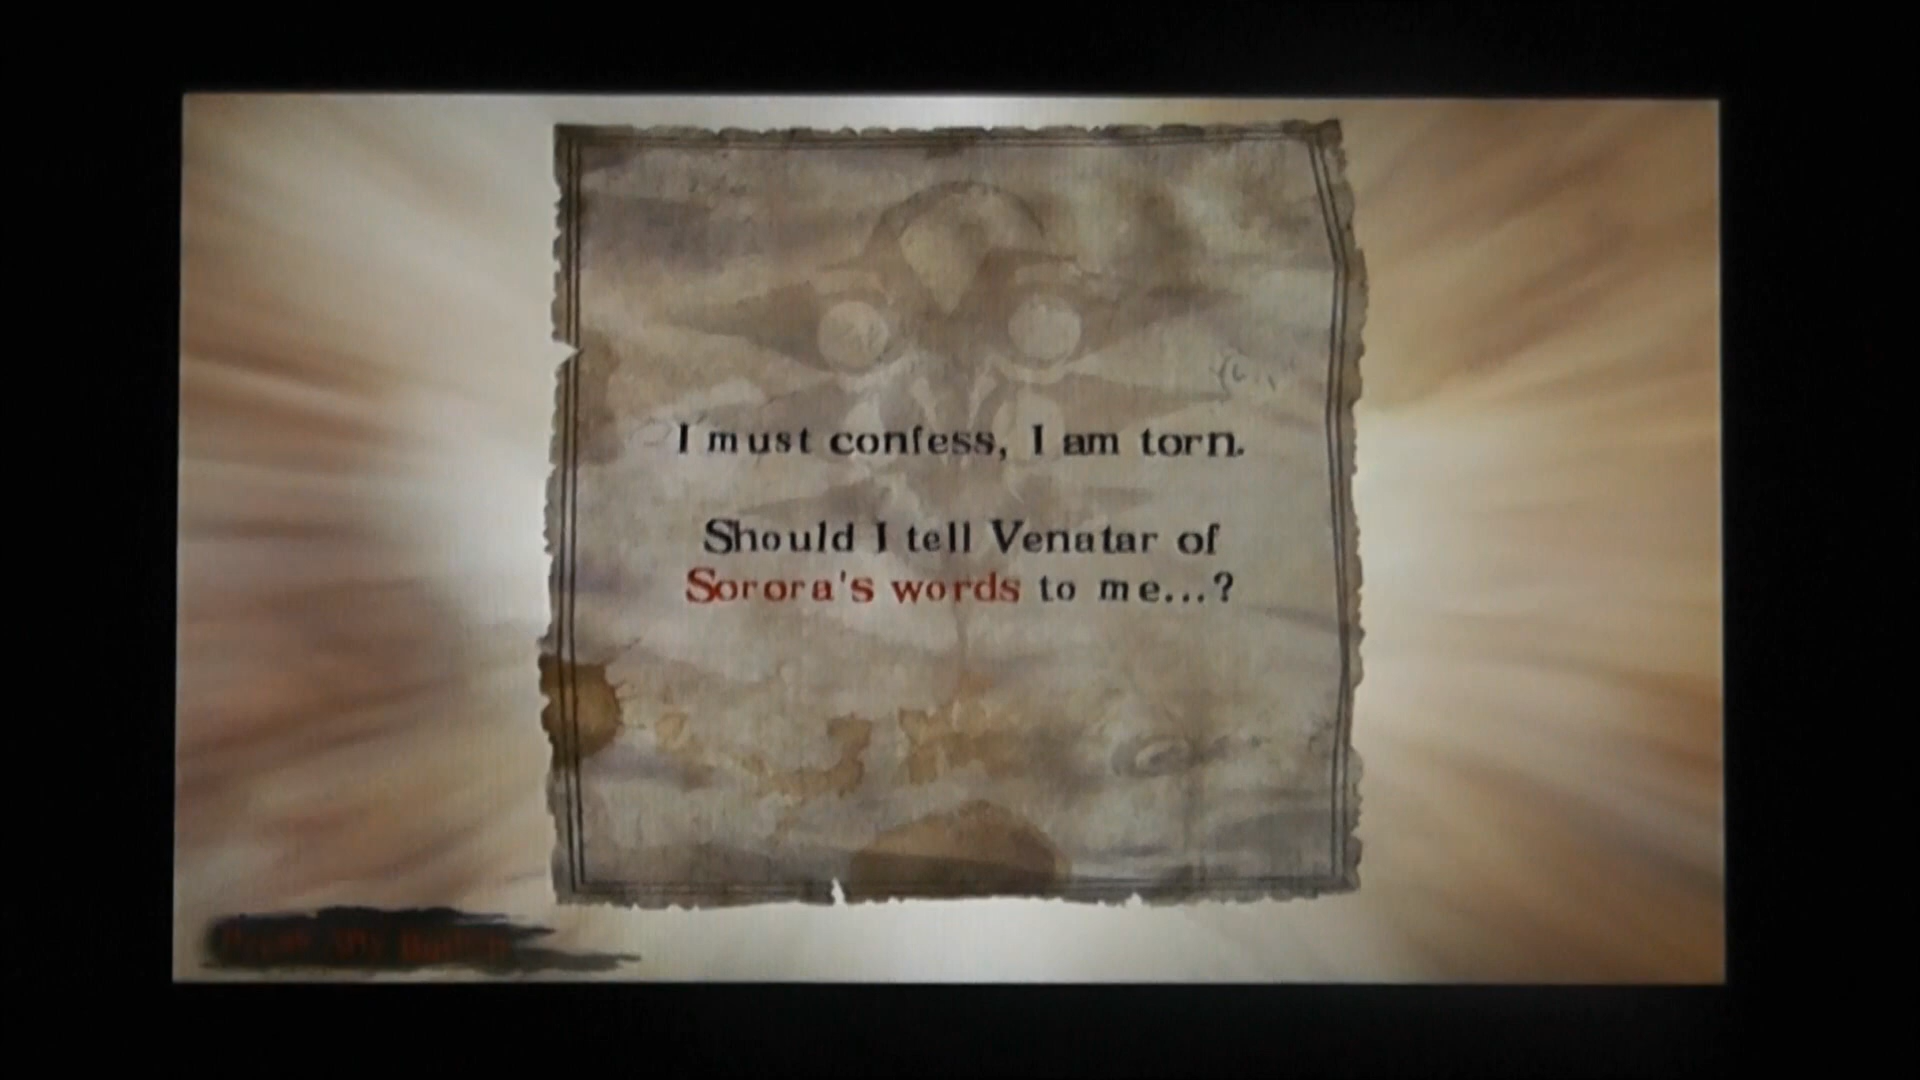 I must confess, I am torn.
Should I tell Venatar of
Sorora's words to me...?